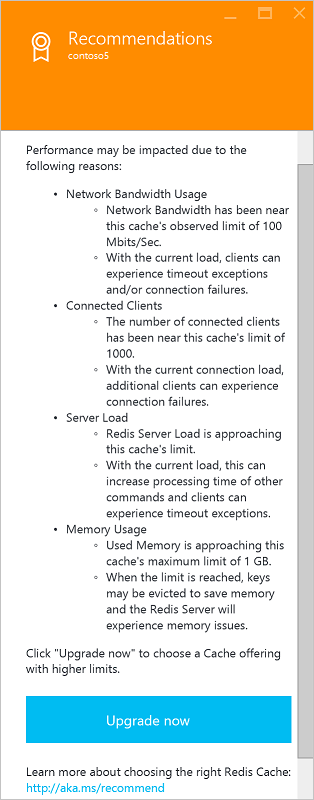 Recommendations
contoso5
Performance may be impacted due to the
following reasons:
• Network Bandwidth Usage
◦ Network Bandwidth has been near
this cache's observed limit of 100
Mbits/Sec.
◦ With the current load, clients can
experience timeout exceptions
and/or connection failures.
• Connected Clients
◦ The number of connected clients
has been near this cache's limit of
1000.
◦ With the current connection load,
additional clients can experience
connection failures.
• Server Load
◦ Redis Server Load is approaching
this cache's limit.
◦ With the current load, this can
increase processing time of other
commands and clients can
experience timeout exceptions.
• Memory Usage
◦ Used Memory is approaching this
cache's maximum limit of 1 GB.
◦ When the limit is reached, keys
may be evicted to save memory
and the Redis Server will
experience memory issues.
Click "Upgrade now" to choose a Cache offering
with higher limits.
Upgrade now
Learn more about choosing the right Redis Cache:
http://aka.ms/recommend